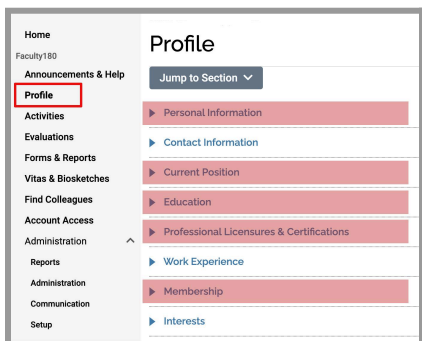 Home
Faculty180
Announcements & Help
Profile
Activities
Evaluations
Forms & Reports
Vitas & Biosketches
Find Colleagues
Account Access
Administration
Reports
Administration
Communication
Setup
Profile
Jump to Section
Personal Information
Contact Information
Current Position
Education
Professional Licensures & Certifications
Work Experience
Membership
Interests